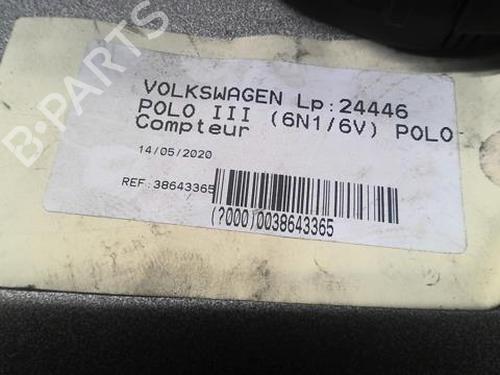 B-PARTS
VOLKSWAGEN Lp:24446
POLO III (6N1/6V) POLO
Compteur
14/05/2020
REF:38643365
(?000)0038643365